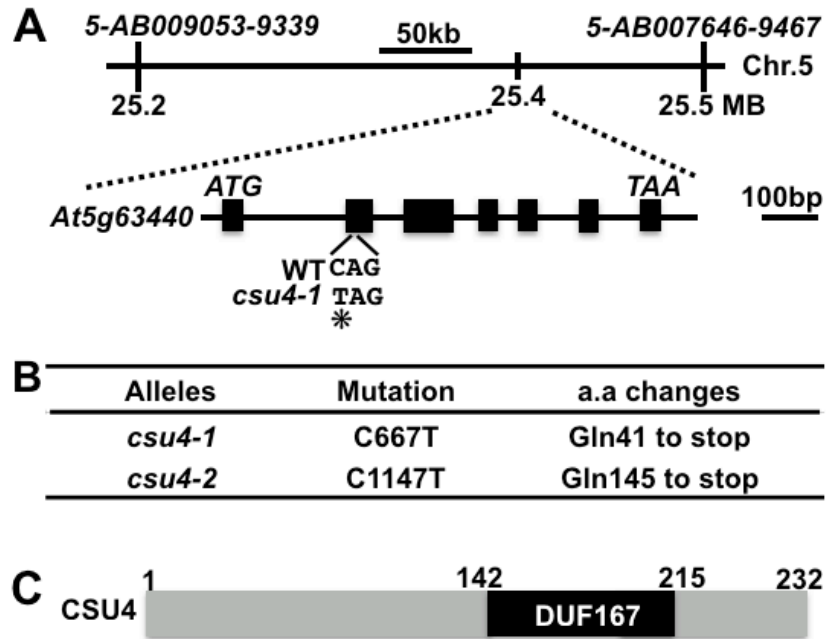 A
5-AB009053-9339 50kb 5-AB007646-9467
Chr.5
25.2 25.4 25.5 MB
ATG TAA 100bp
At5g63440
WT CAG
csu4-1 TAG
*
B
Alleles Mutation a.a changes
csu4-1 C667T Gln41 to stop
csu4-2 C1147T Gln145 to stop
C
1 142 215 232
CSU4 DUF167